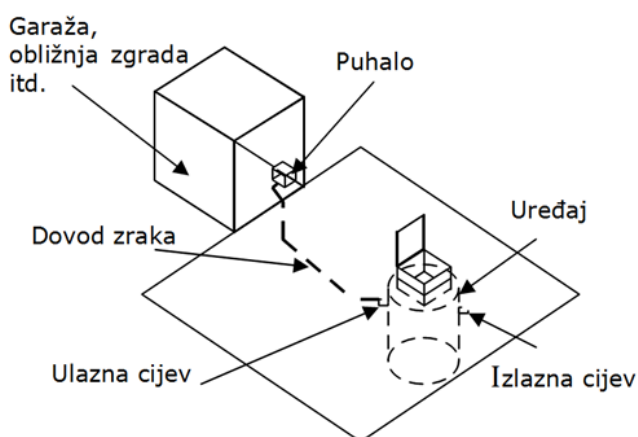 Garaža,
obližnja zgrada
itd.
Puhalo
Uređaj
Dovod zraka
Ulazna cijev
Izlazna cijev